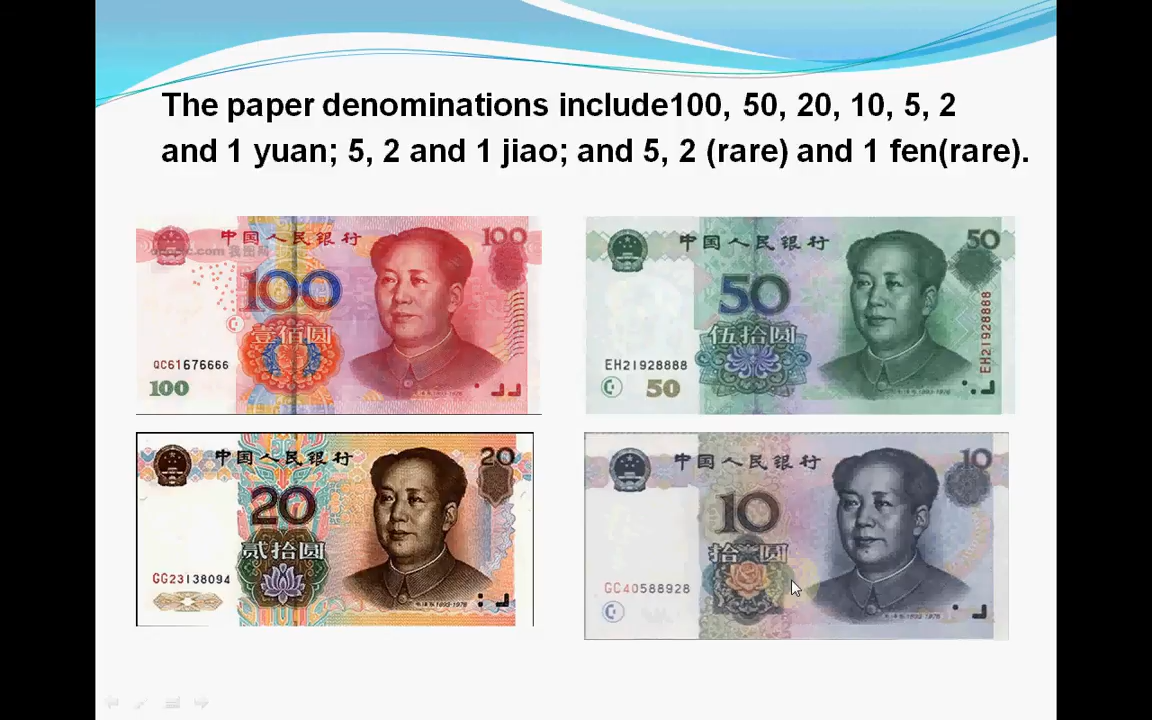 The paper denominations include100, 50, 20, 10, 5, 2
and 1 yuan; 5, 2 and 1 jiao; and 5, 2 (rare) and 1 fen(rare).
中国人民银行 100
100
壹佰圆
QC61676666
100
中国人民银行 50
50
伍拾圆
EH21928888
EH21928888
50
中国人民银行 20
20
贰拾圆
GG23138094
中国人民银行 10
10
拾圆
GC40588928